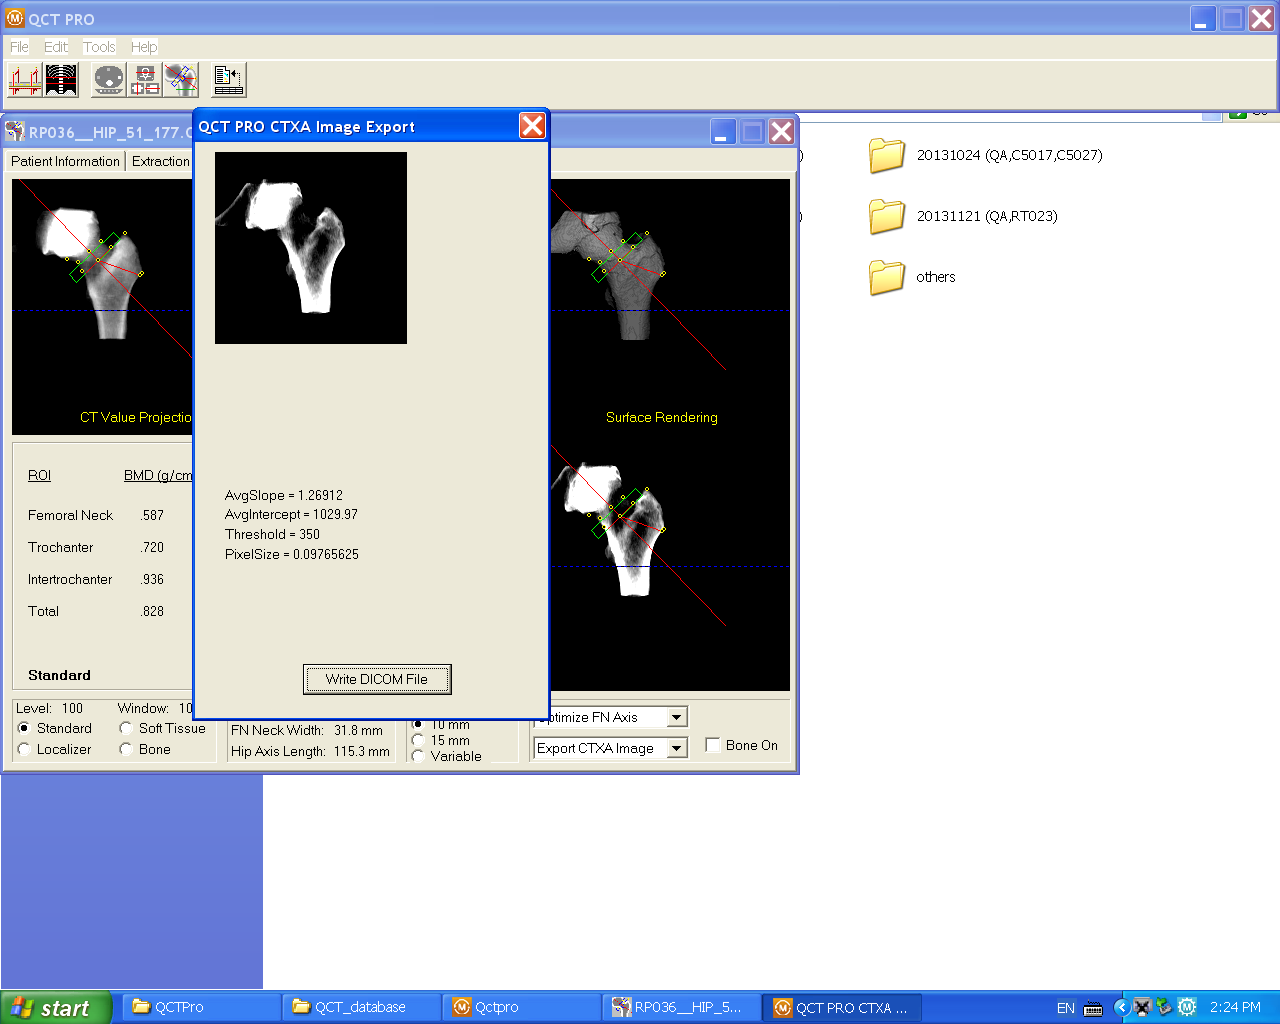 QCT PRO
File Edit Tools Help
RP036__HIP_51_177.
QCT PRO CTXA Image Export
Patient Information Extraction
20131024 (QA,C5017,C5027)
20131121 (QA,RT023)
others
CT Value Projectio
Surface Rendering
ROI BMD (g/cm
Femoral Neck .587
Trochanter .720
Intertrochanter .936
Total .828
Standard
AvgSlope = 1.26912
AvgIntercept = 1029.97
Threshold = 350
PixelSize = 0.09765625
Write DICOM File
Level: 100 Window: 10
Standard Soft Tissue
Localizer Bone
FN Neck Width: 31.8 mm
Hip Axis Length: 115.3 mm
10 mm
15 mm
Variable
ptimize FN Axis
Export CTXA Image
Bone On
start QCTPro QCT_database Qctpro RP036__HIP_5... QCT PRO CTXA ... EN 2:24 PM